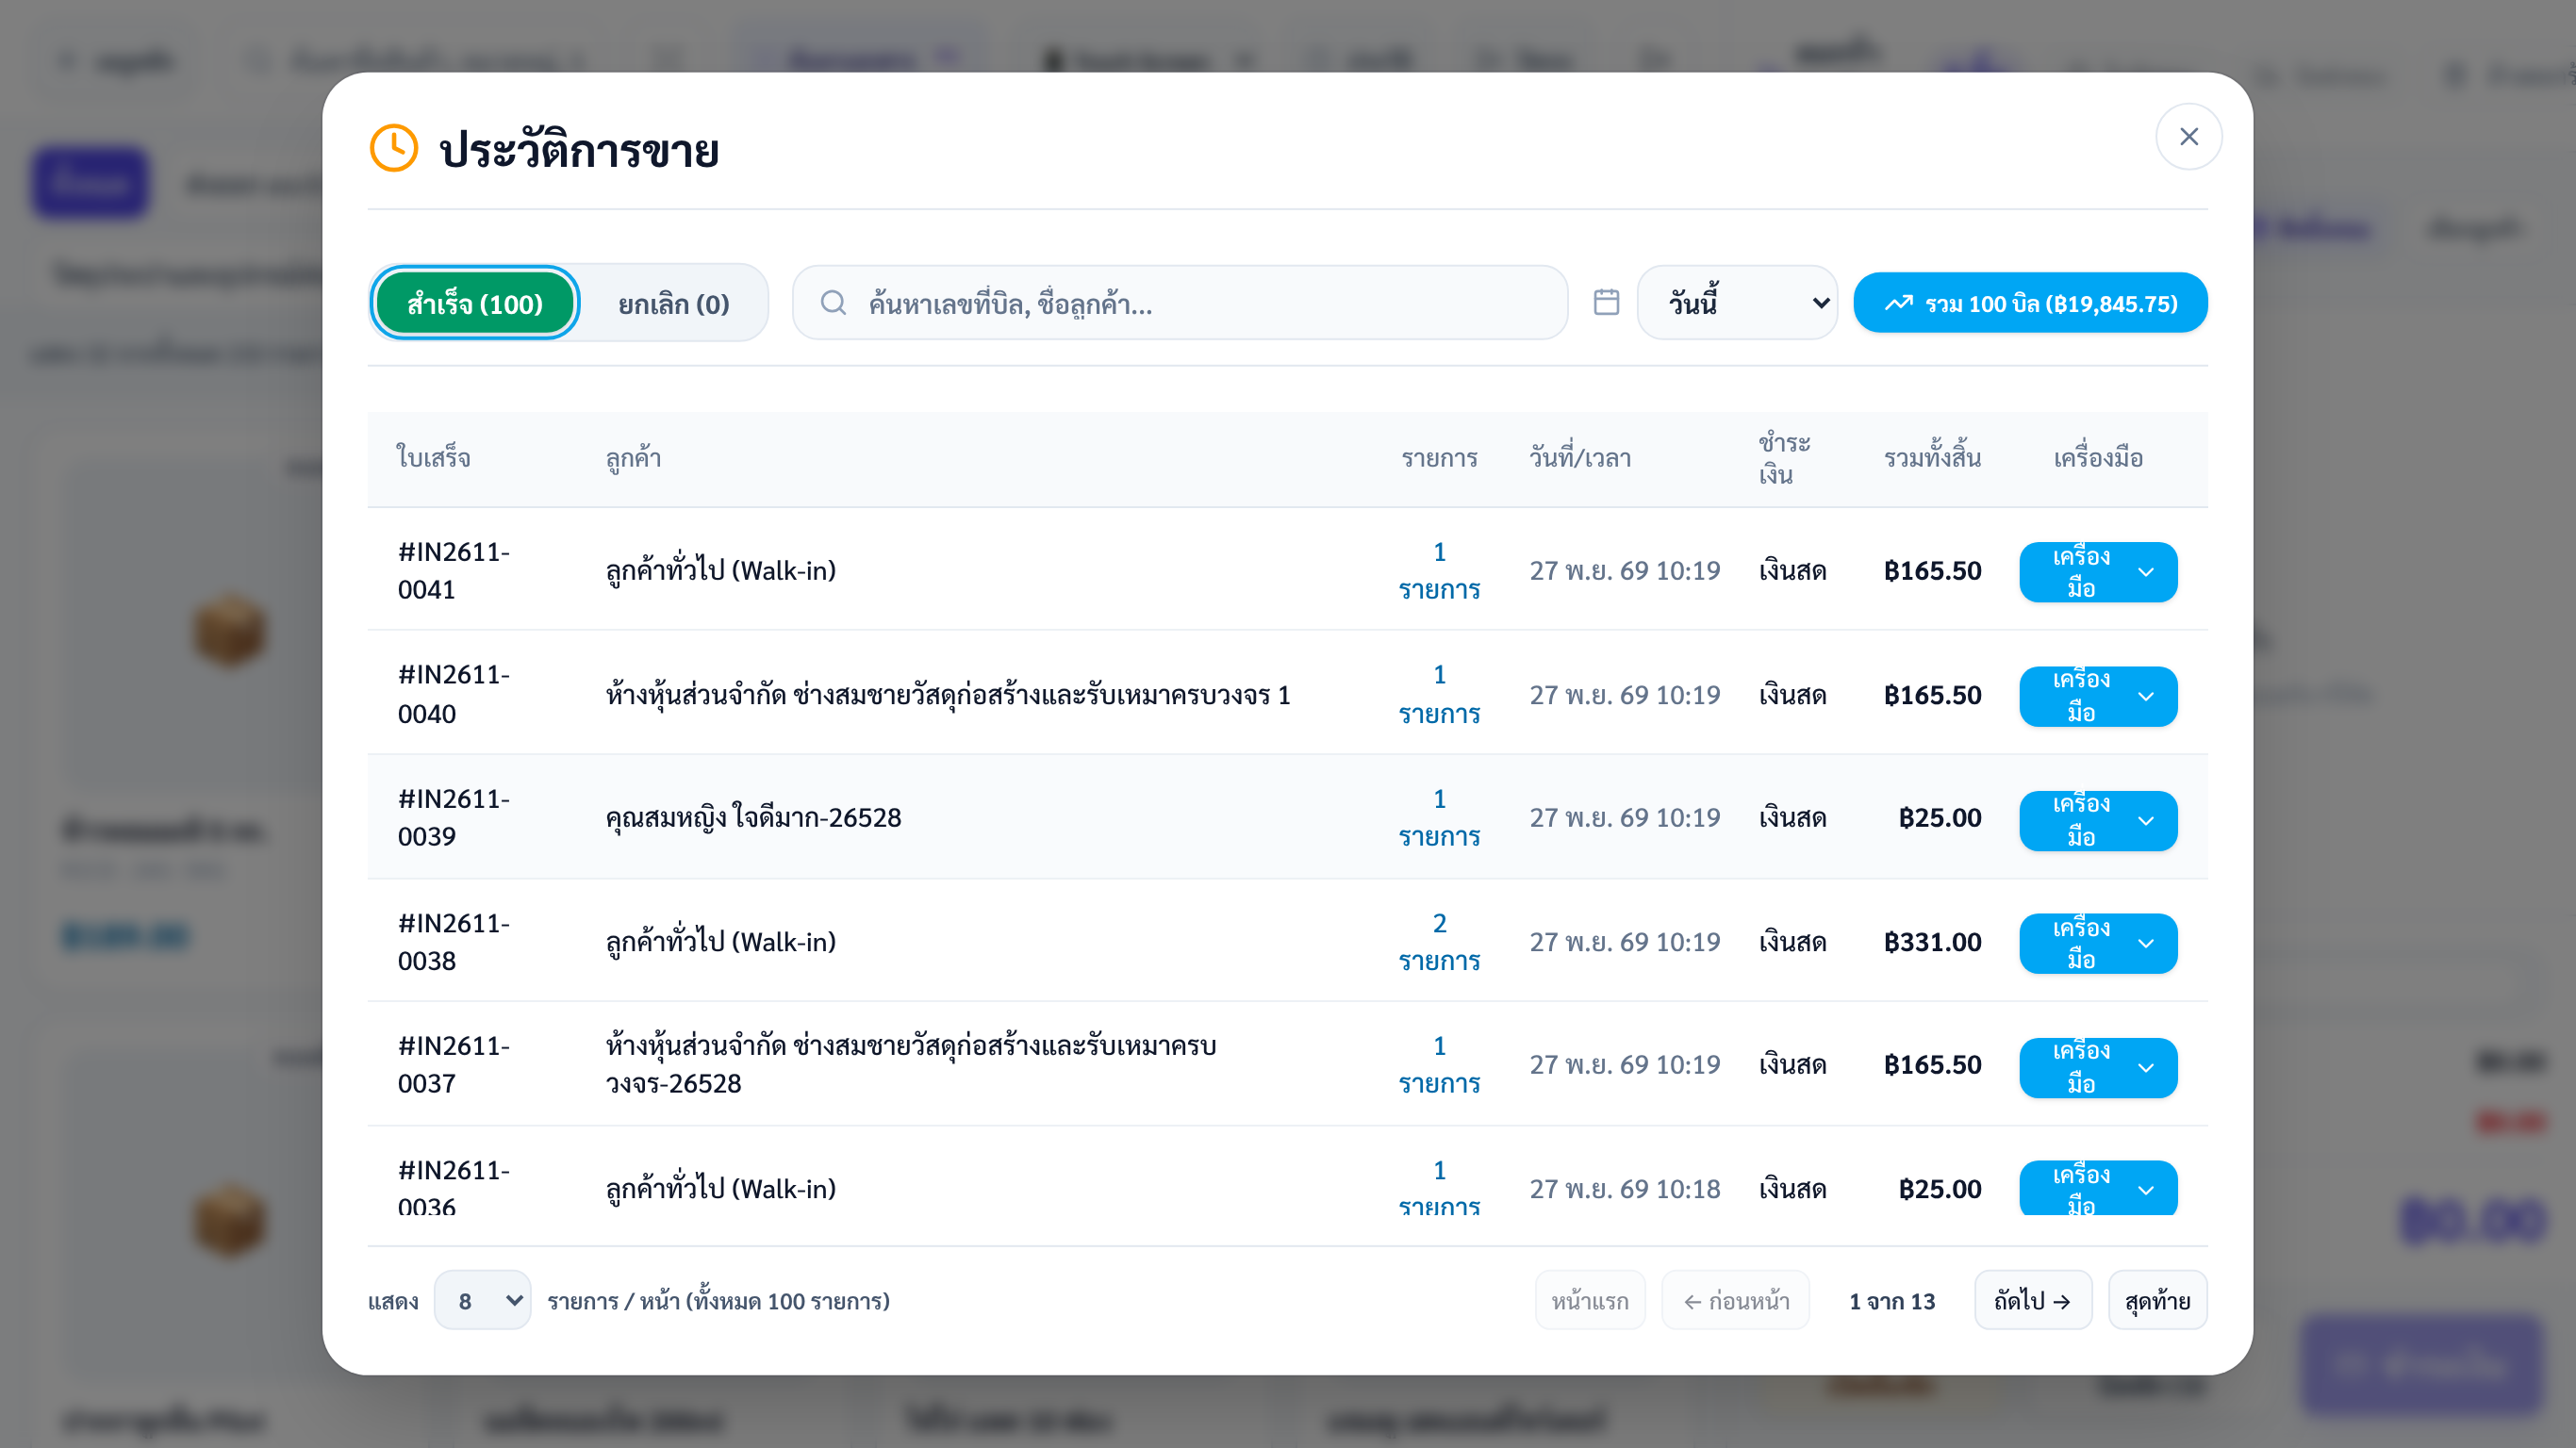 ประวัติการขาย
สำเร็จ (100)
ยกเลิก (0)
ค้นหาเลขที่บิล, ชื่อลูกค้า...
วันนี้
รวม 100 บิล (฿19,845.75)
ใบเสร็จ
ลูกค้า
รายการ
วันที่/เวลา
ชำระ
เงิน
รวมทั้งสิ้น
เครื่องมือ
#IN2611-
0041
ลูกค้าทั่วไป (Walk-in)
1
รายการ
27 พ.ย. 69 10:19
เงินสด
฿165.50
เครื่อง
มือ
#IN2611-
0040
ห้างหุ้นส่วนจำกัด ช่างสมชายวัสดุก่อสร้างและรับเหมาครบวงจร 1
1
รายการ
27 พ.ย. 69 10:19
เงินสด
฿165.50
เครื่อง
มือ
#IN2611-
0039
คุณสมหญิง ใจดีมาก-26528
1
รายการ
27 พ.ย. 69 10:19
เงินสด
฿25.00
เครื่อง
มือ
#IN2611-
0038
ลูกค้าทั่วไป (Walk-in)
2
รายการ
27 พ.ย. 69 10:19
เงินสด
฿331.00
เครื่อง
มือ
#IN2611-
0037
ห้างหุ้นส่วนจำกัด ช่างสมชายวัสดุก่อสร้างและรับเหมาครบ
วงจร-26528
1
รายการ
27 พ.ย. 69 10:19
เงินสด
฿165.50
เครื่อง
มือ
#IN2611-
0036
ลูกค้าทั่วไป (Walk-in)
1
รายการ
27 พ.ย. 69 10:18
เงินสด
฿25.00
เครื่อง
มือ
แสดง
8
รายการ / หน้า (ทั้งหมด 100 รายการ)
หน้าแรก
← ก่อนหน้า
1 จาก 13
ถัดไป →
สุดท้าย
฿0.00